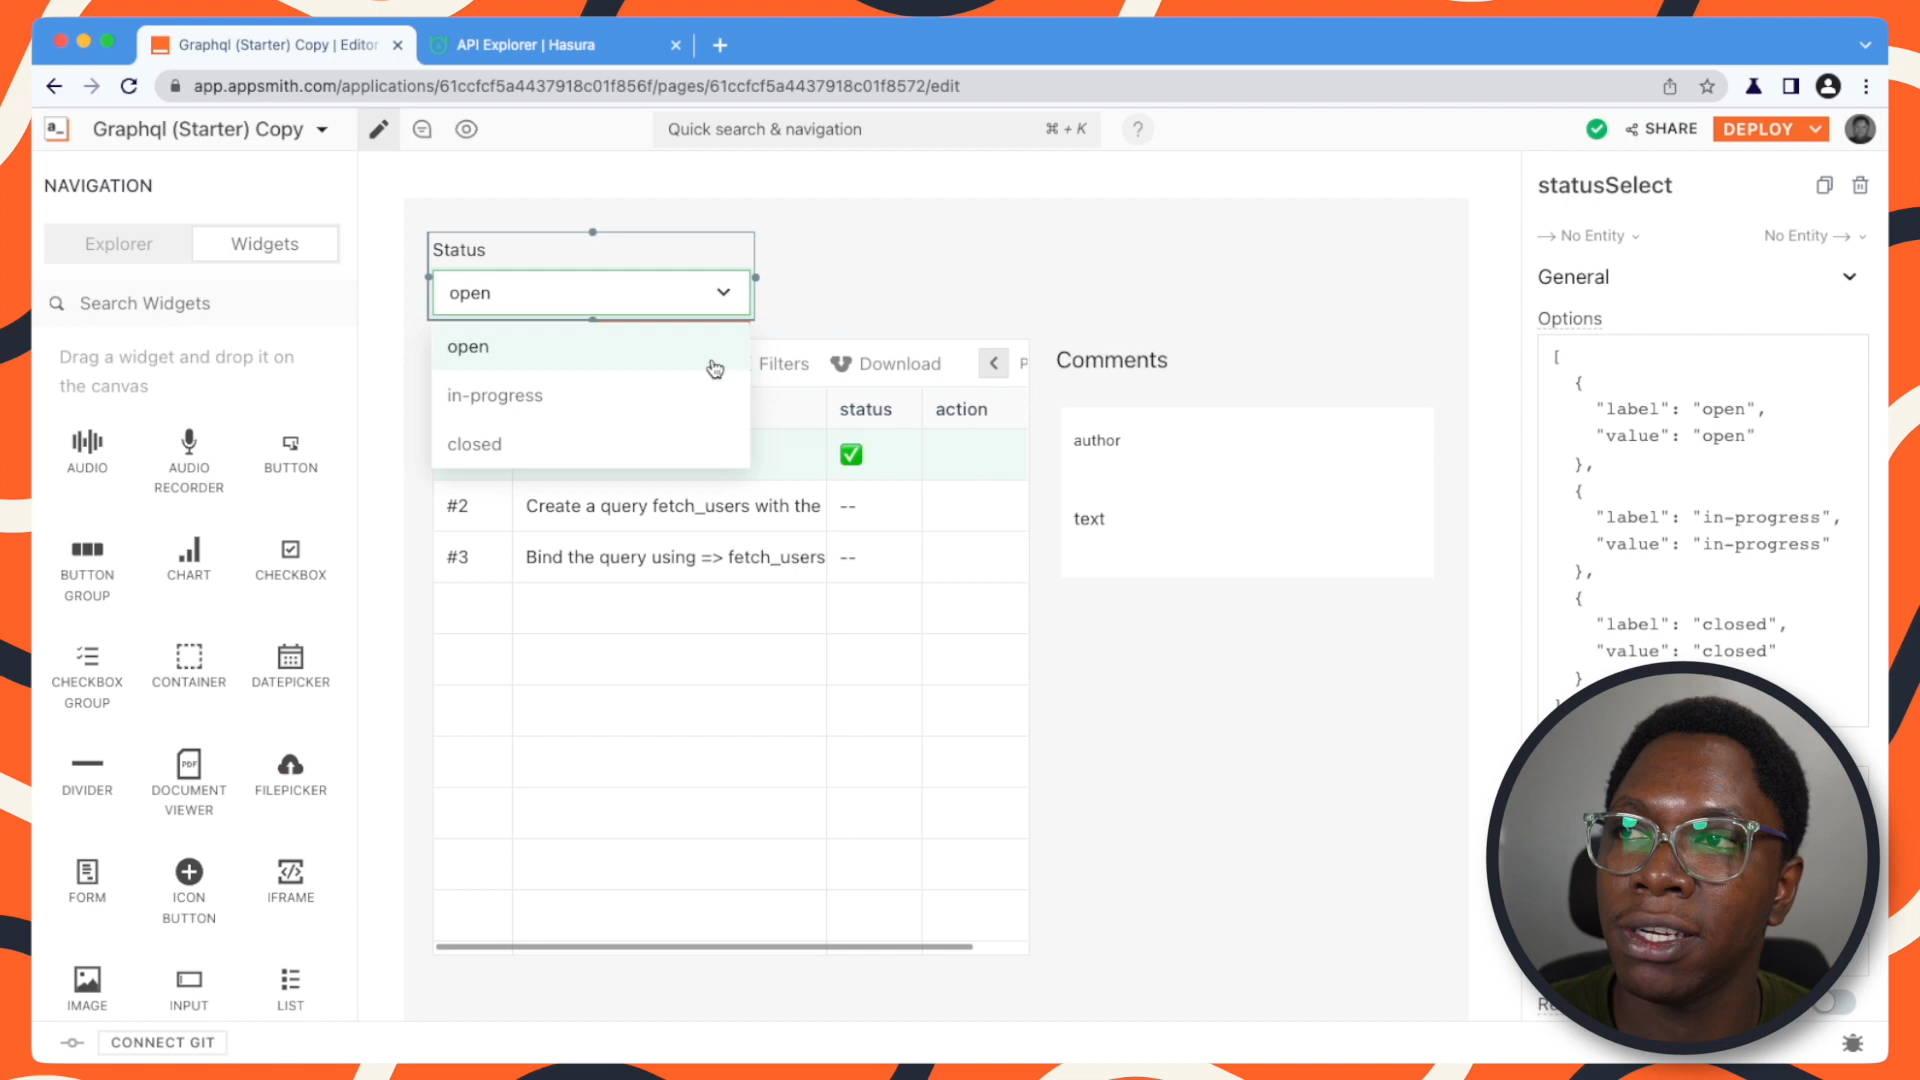 Graphql (Starter) Copy | Editor
API Explorer | Hasura
app.appsmith.com/applications/61ccfcf5a4437918c01f856f/pages/61ccfcf5a4437918c01f8572/edit
a_
Graphql (Starter) Copy
Quick search & navigation
⌘ + K
?
SHARE
DEPLOY
NAVIGATION
Explorer
Widgets
Search Widgets
Drag a widget and drop it on
the canvas
AUDIO
AUDIO
RECORDER
BUTTON
BUTTON
GROUP
CHART
CHECKBOX
CHECKBOX
GROUP
CONTAINER
DATEPICKER
DIVIDER
PDF
DOCUMENT
VIEWER
FILEPICKER
FORM
ICON
BUTTON
IFRAME
IMAGE
INPUT
LIST
CONNECT GIT
Status
open
open
in-progress
closed
Filters
Download
status
action
#2
Create a query fetch_users with the
--
#3
Bind the query using => fetch_users
--
Comments
author
text
statusSelect
No Entity
No Entity
General
Options
[
{
"label": "open",
"value": "open"
},
{
"label": "in-progress",
"value": "in-progress"
},
{
"label": "closed",
"value": "closed"
}